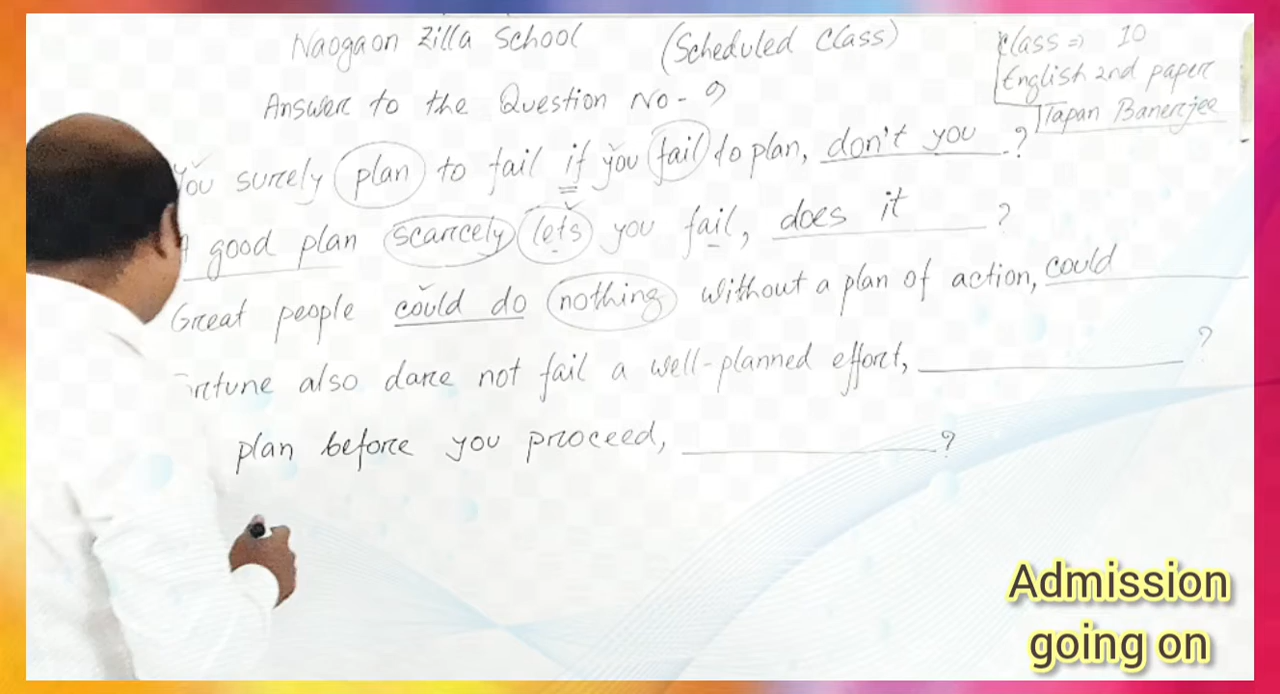 Naogaon Zilla School (Scheduled Class)
Class => 10
English 2nd paper
Tapan Banerjee
Answer to the Question No - 9
You surely plan to fail if you fail to plan, don't you ?
good plan scarcely lets you fail, does it ?
Great people could do nothing without a plan of action, could
also dare not fail a well-planned effort, ?
plan before you proceed, ?
Admission
going on